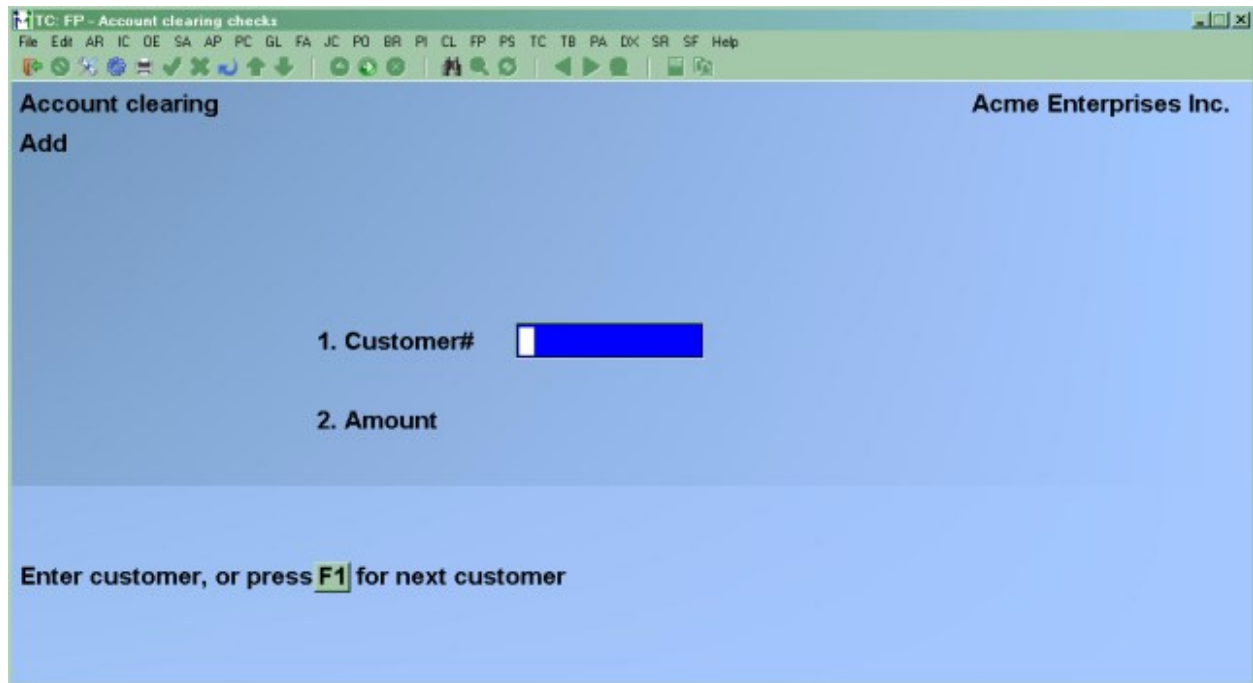 TC: FP - Account clearing checks
File Edit AR IC OE SA AP PC GL FA JC PO BR PI CL FP PS TC TB PA DX SR SF Help
Account clearing Acme Enterprises Inc.
Add
1. Customer#
2. Amount
Enter customer, or press F1 for next customer